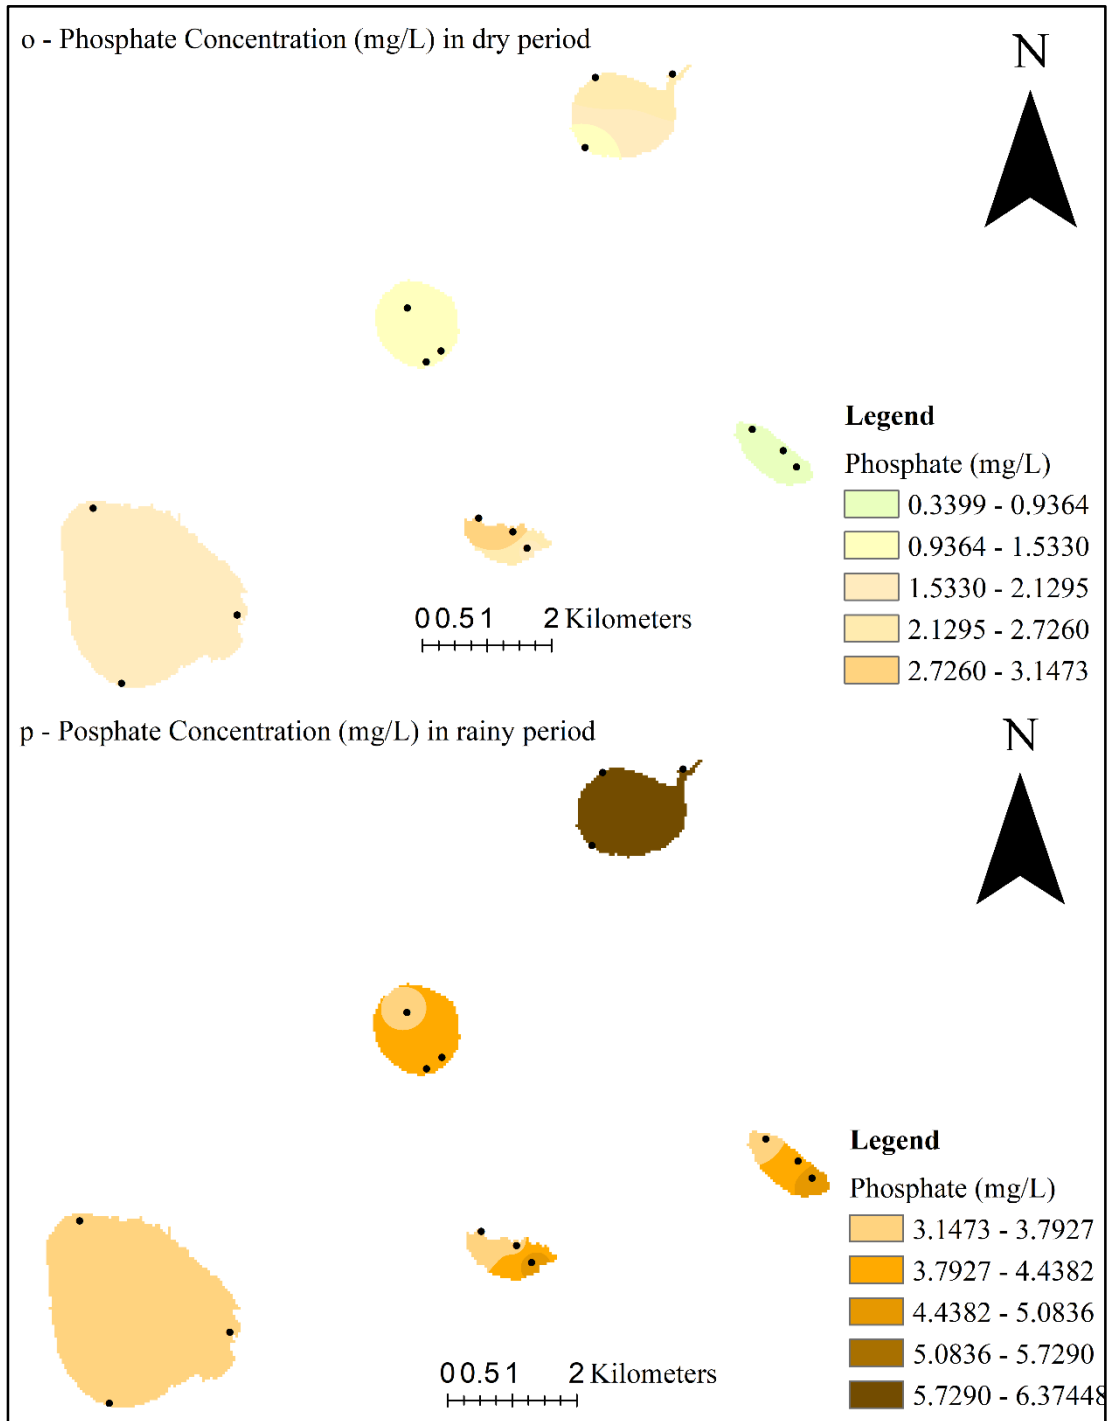 o - Phosphate Concentration (mg/L) in dry period
N
Legend
Phosphate (mg/L)
0.3399 - 0.9364
0.9364 - 1.5330
1.5330 - 2.1295
2.1295 - 2.7260
2.7260 - 3.1473
0 0.5 1 2 Kilometers
p - Posphate Concentration (mg/L) in rainy period
N
Legend
Phosphate (mg/L)
3.1473 - 3.7927
3.7927 - 4.4382
4.4382 - 5.0836
5.0836 - 5.7290
5.7290 - 6.37448
0 0.5 1 2 Kilometers